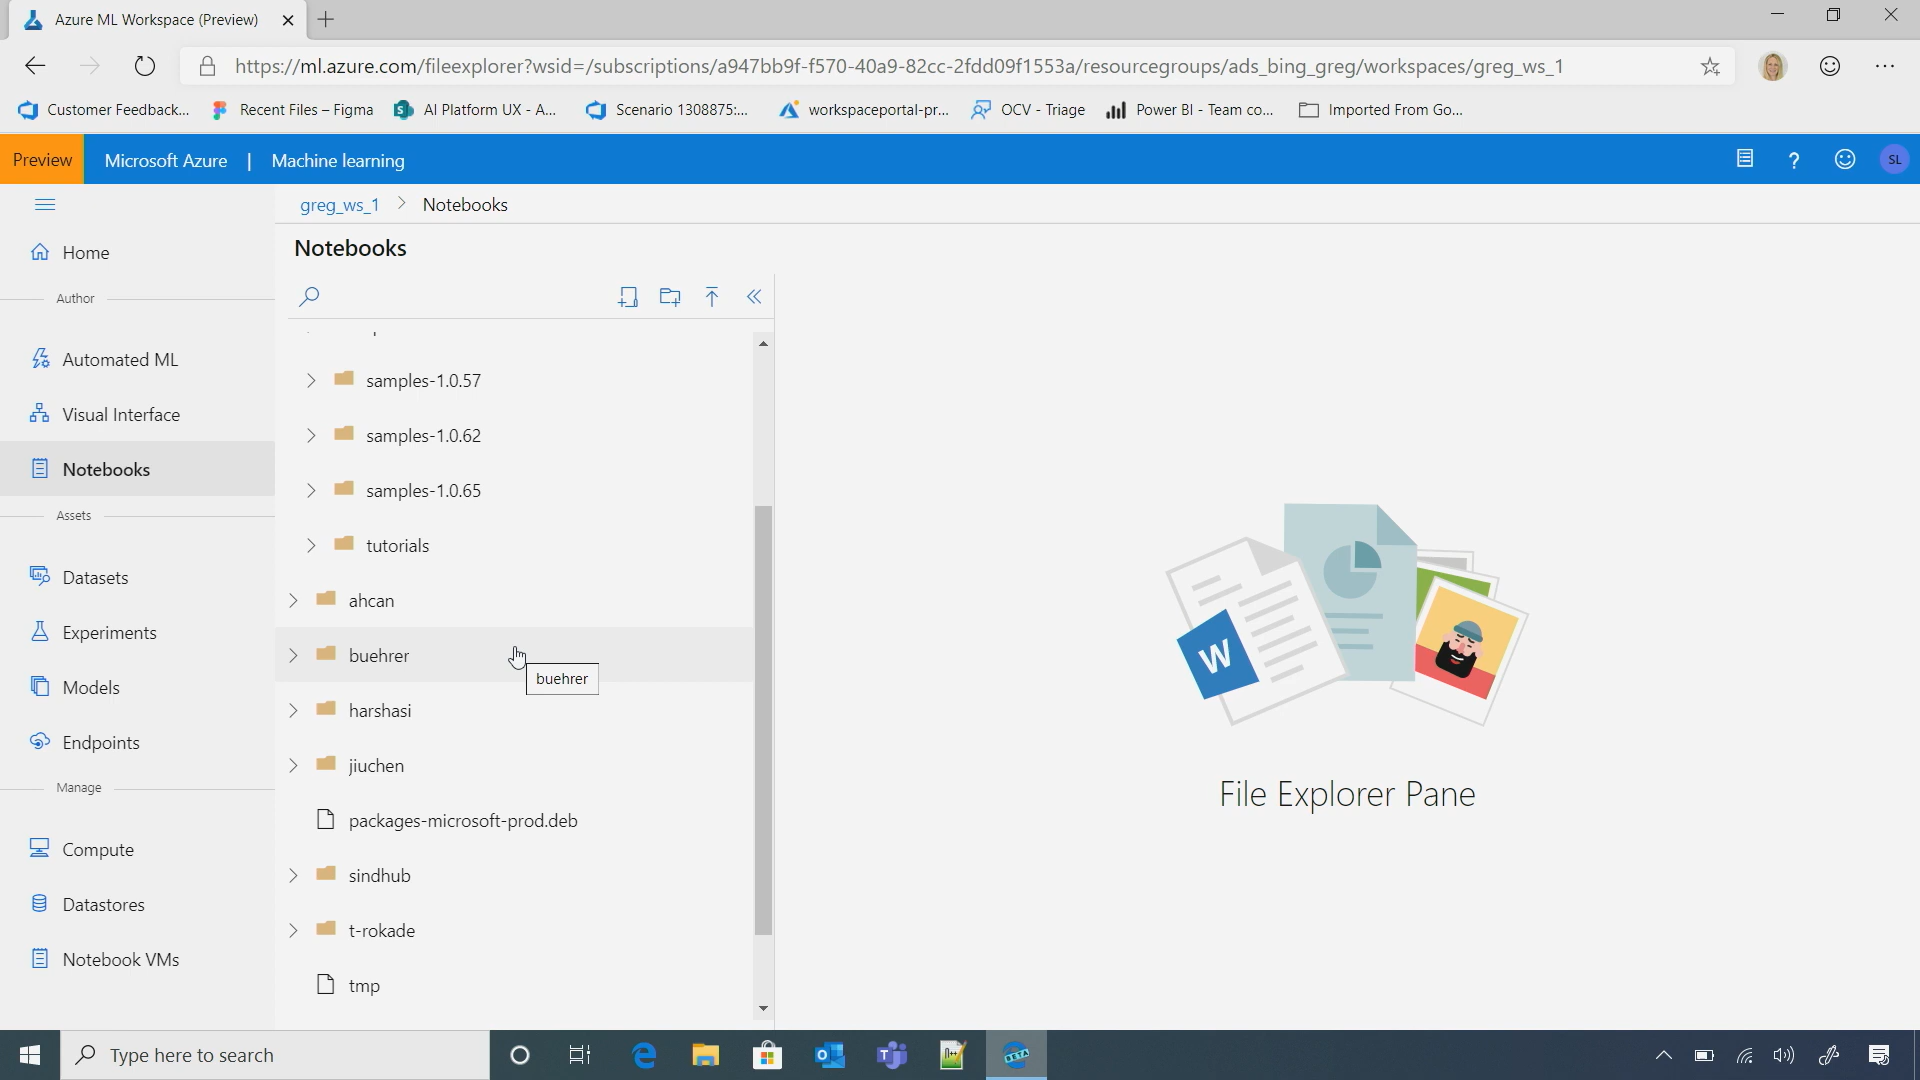 Azure ML Workspace (Preview)
https://ml.azure.com/fileexplorer?wsid=/subscriptions/a947bb9f-f570-40a9-82cc-2fdd09f1553a/resourcegroups/ads_bing_greg/workspaces/greg_ws_1
Customer Feedback...
Recent Files – Figma
AI Platform UX - A...
Scenario 1308875:...
workspaceportal-pr...
OCV - Triage
Power BI - Team co...
Imported From Go...
Preview
Microsoft Azure | Machine learning
SL
greg_ws_1 > Notebooks
Home
Author
Automated ML
Visual Interface
Notebooks
Assets
Datasets
Experiments
Models
Endpoints
Manage
Compute
Datastores
Notebook VMs
Notebooks
samples-1.0.57
samples-1.0.62
samples-1.0.65
tutorials
ahcan
buehrer
buehrer
harshasi
jiuchen
packages-microsoft-prod.deb
sindhub
t-rokade
tmp
W
File Explorer Pane
Type here to search
BETA